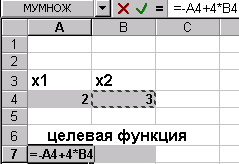 МУМНОЖ = =-A4+4*B4
A B C
1
2
3 x1 x2
4 2 3
5
6 целевая функция
7 =-A4+4*B4